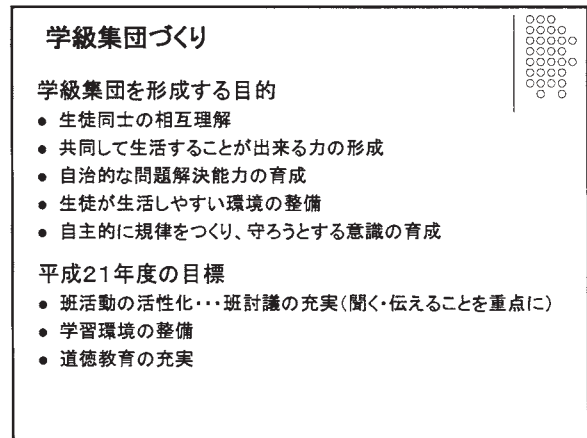 学級集団づくり
学級集団を形成する目的
● 生徒同士の相互理解
● 共同して生活することが出来る力の形成
● 自治的な問題解決能力の育成
● 生徒が生活しやすい環境の整備
● 自主的に規律をつくり、守ろうとする意識の育成
平成21年度の目標
● 班活動の活性化・・・班討議の充実(聞く・伝えることを重点に)
● 学習環境の整備
● 道徳教育の充実